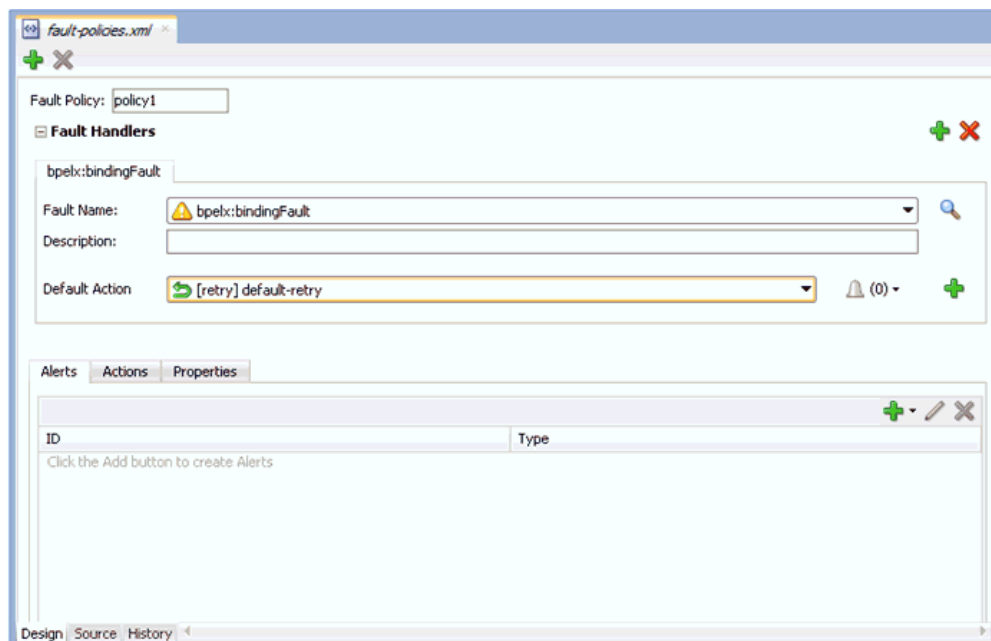 fault-policies.xml
Fault Policy: policy1
Fault Handlers
bpelx:bindingFault
Fault Name: bpelx:bindingFault
Description:
Default Action [retry] default-retry (0)
Alerts Actions Properties
ID Type
Click the Add button to create Alerts
Design Source History